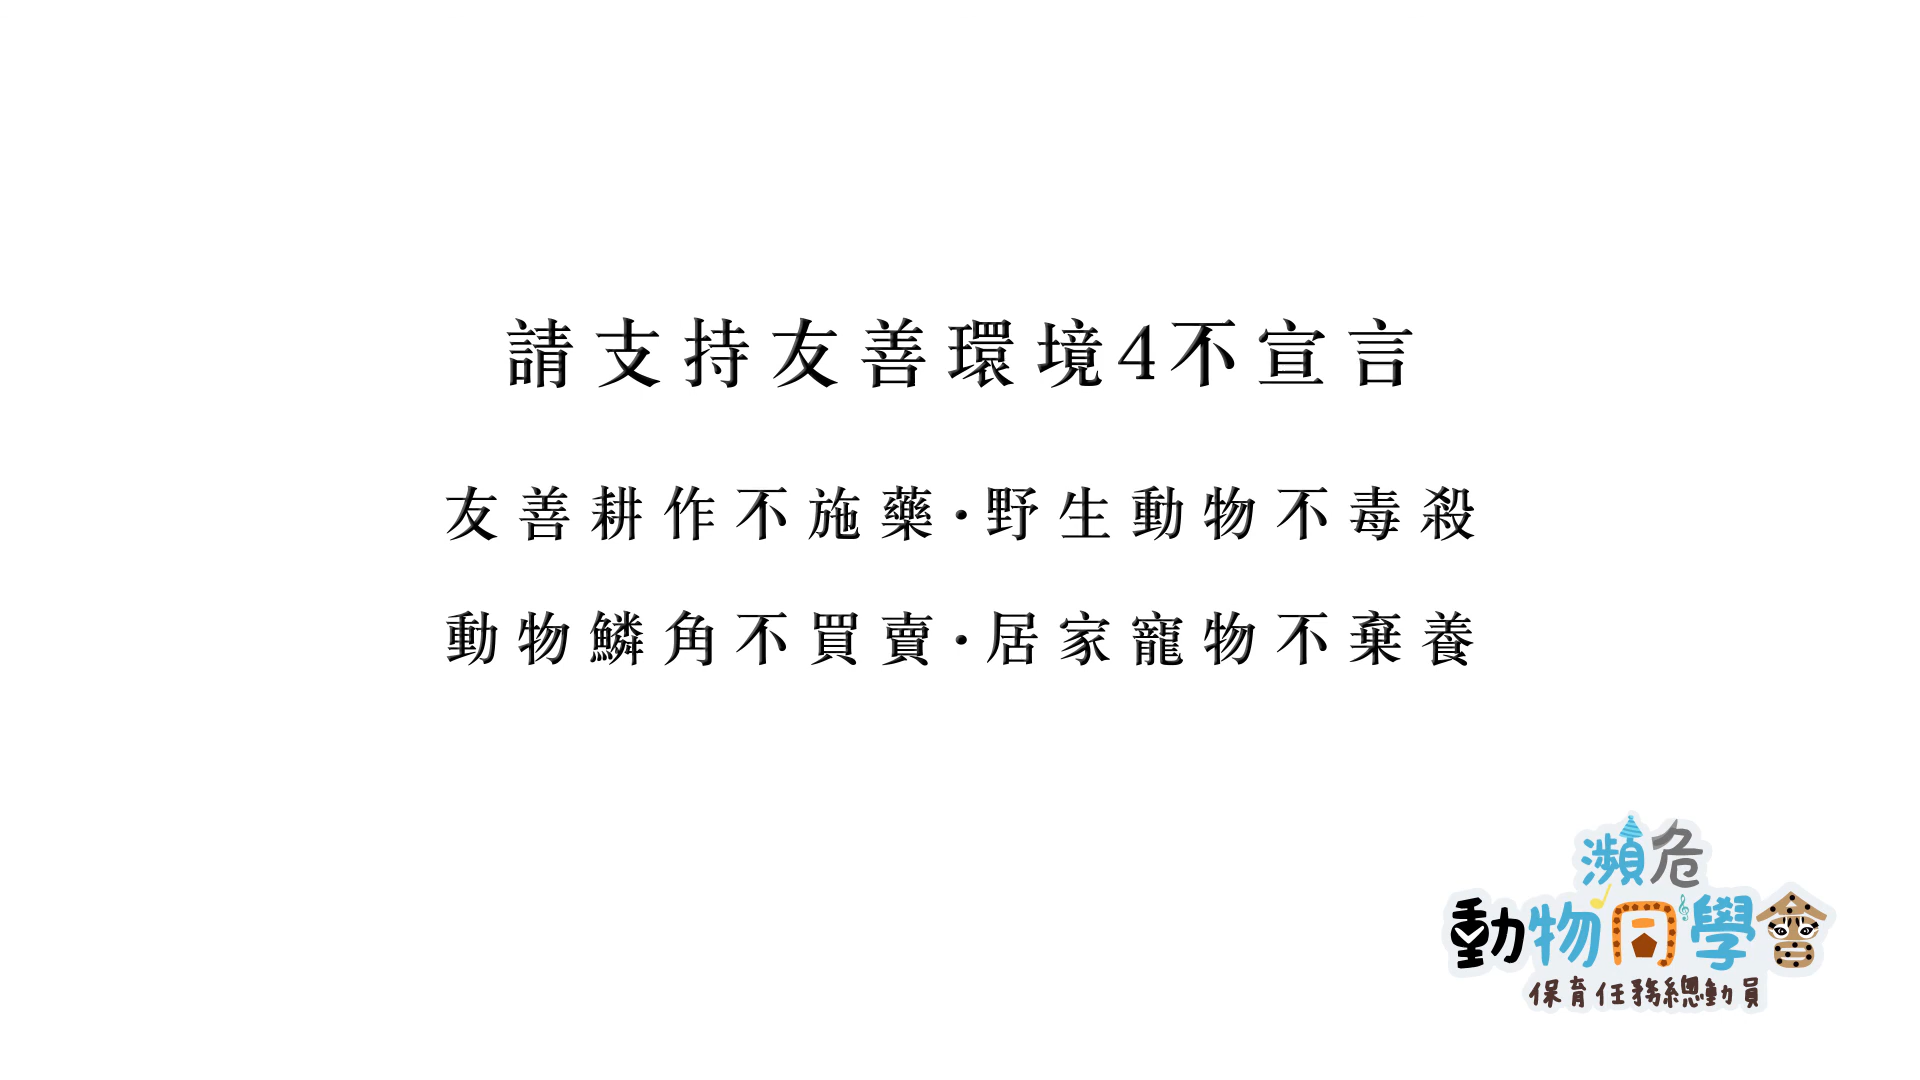 請支持友善環境4不宣言
友善耕作不施藥·野生動物不毒殺
動物鱗角不買賣·居家寵物不棄養
瀕危
動物同學會
保育任務總動員